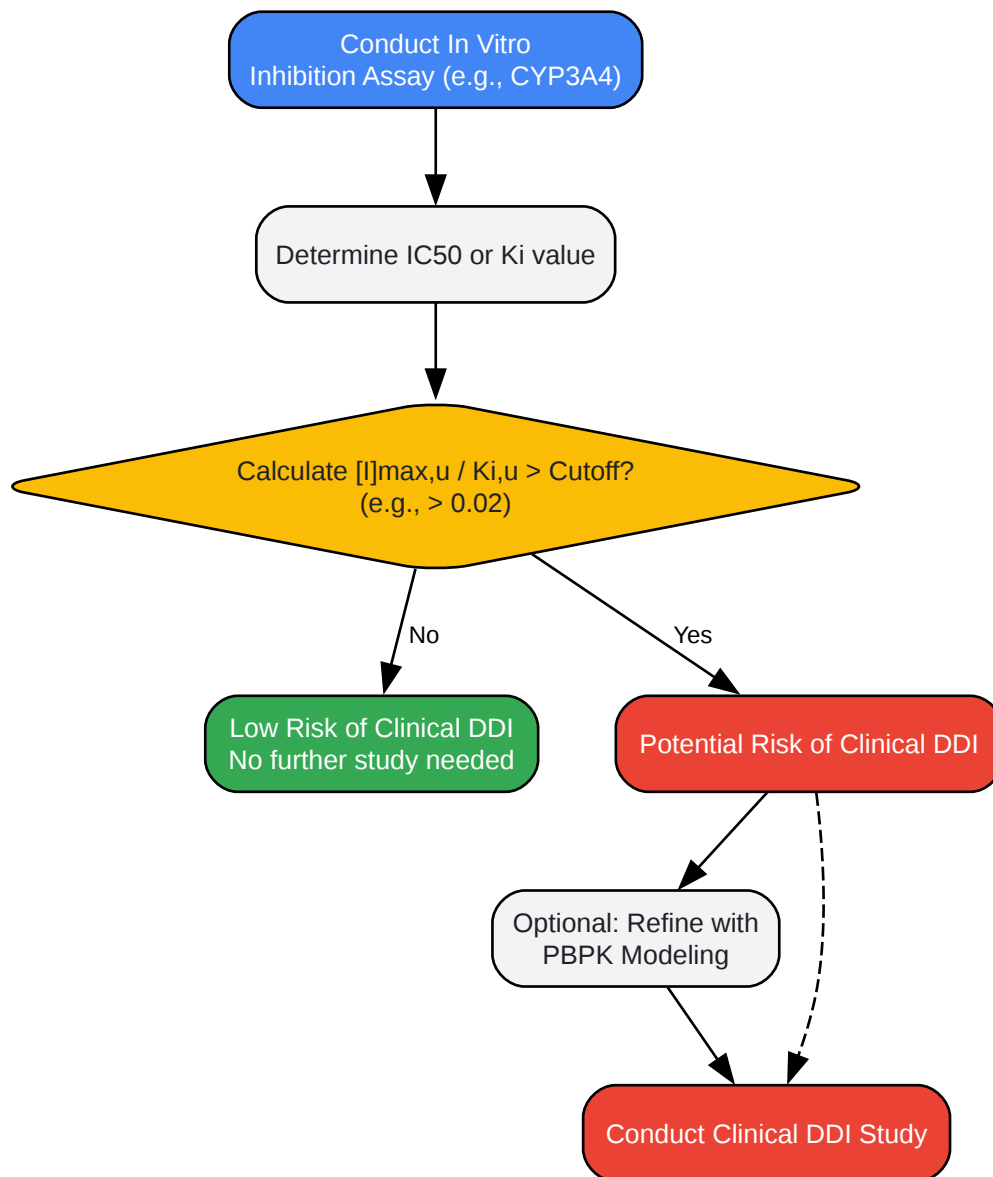 Conduct In Vitro
Inhibition Assay (e.g., CYP3A4)
Determine IC50 or Ki value
Calculate [I]max,u / Ki,u > Cutoff?
(e.g., > 0.02)
No
Yes
Low Risk of Clinical DDI
No further study needed
Potential Risk of Clinical DDI
Optional: Refine with
PBPK Modeling
Conduct Clinical DDI Study